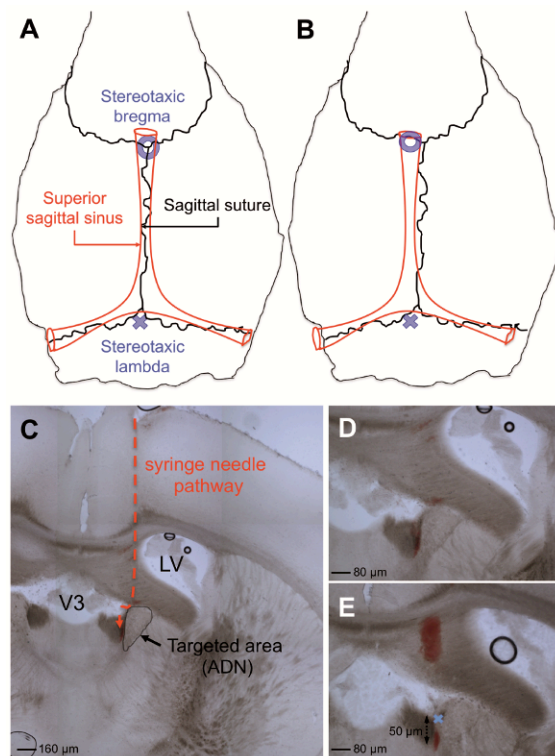 A
B
Stereotaxic
bregma
Superior
sagittal sinus
Sagittal suture
Stereotaxic
lambda
C
syringe needle
pathway
LV
V3
Targeted area
(ADN)
160 µm
D
80 µm
E
50 µm
80 µm